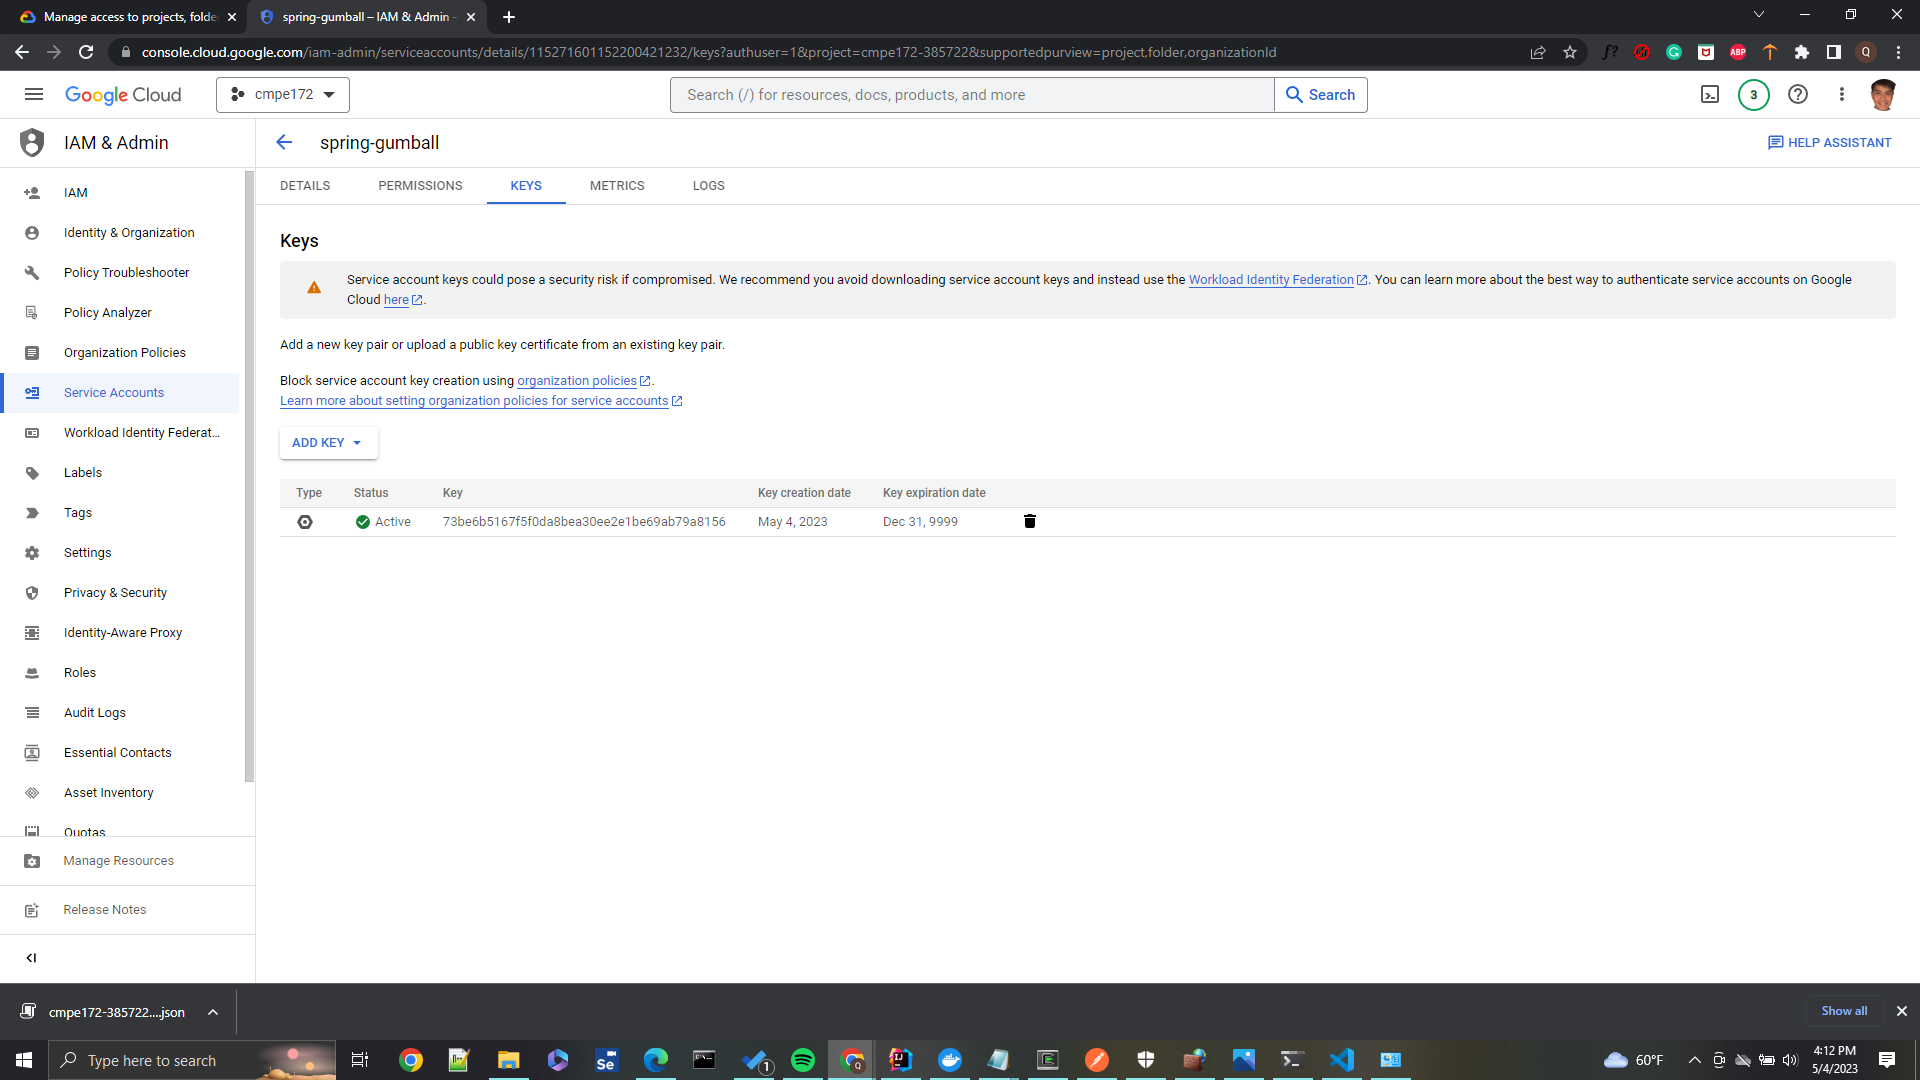 Manage access to projects, folde
spring-gumball – IAM & Admin –
console.cloud.google.com/iam-admin/serviceaccounts/details/115271601152200421232/keys?authuser=1&project=cmpe172-385722&supportedpurview=project,folder,organizationId
f?
ABP
Q
Google Cloud
cmpe172
Search (/) for resources, docs, products, and more
Search
3
IAM & Admin
spring-gumball
HELP ASSISTANT
DETAILS
PERMISSIONS
KEYS
METRICS
LOGS
IAM
Identity & Organization
Policy Troubleshooter
Policy Analyzer
Organization Policies
Service Accounts
Workload Identity Federat...
Labels
Tags
Settings
Privacy & Security
Identity-Aware Proxy
Roles
Audit Logs
Essential Contacts
Asset Inventory
Quotas
Manage Resources
Release Notes
Keys
Service account keys could pose a security risk if compromised. We recommend you avoid downloading service account keys and instead use the Workload Identity Federation. You can learn more about the best way to authenticate service accounts on Google
Cloud here.
Add a new key pair or upload a public key certificate from an existing key pair.
Block service account key creation using organization policies.
Learn more about setting organization policies for service accounts
ADD KEY
Type Status Key Key creation date Key expiration date
Active 73be6b5167f5f0da8bea30ee2e1be69ab79a8156 May 4, 2023 Dec 31, 9999
cmpe172-385722....json
Show all
Type here to search
Se
1
Q
60°F
4:12 PM
5/4/2023